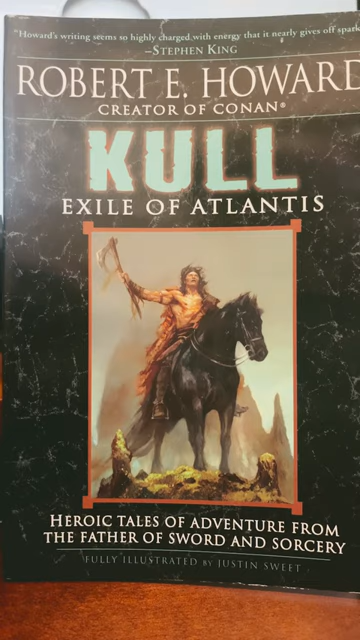 "Howard's writing seems so highly charged with energy that it nearly gives off spark
—STEPHEN KING
ROBERT E. HOWARD
CREATOR OF CONAN®
KULL
EXILE OF ATLANTIS
HEROIC TALES OF ADVENTURE FROM
THE FATHER OF SWORD AND SORCERY
FULLY ILLUSTRATED BY JUSTIN SWEET